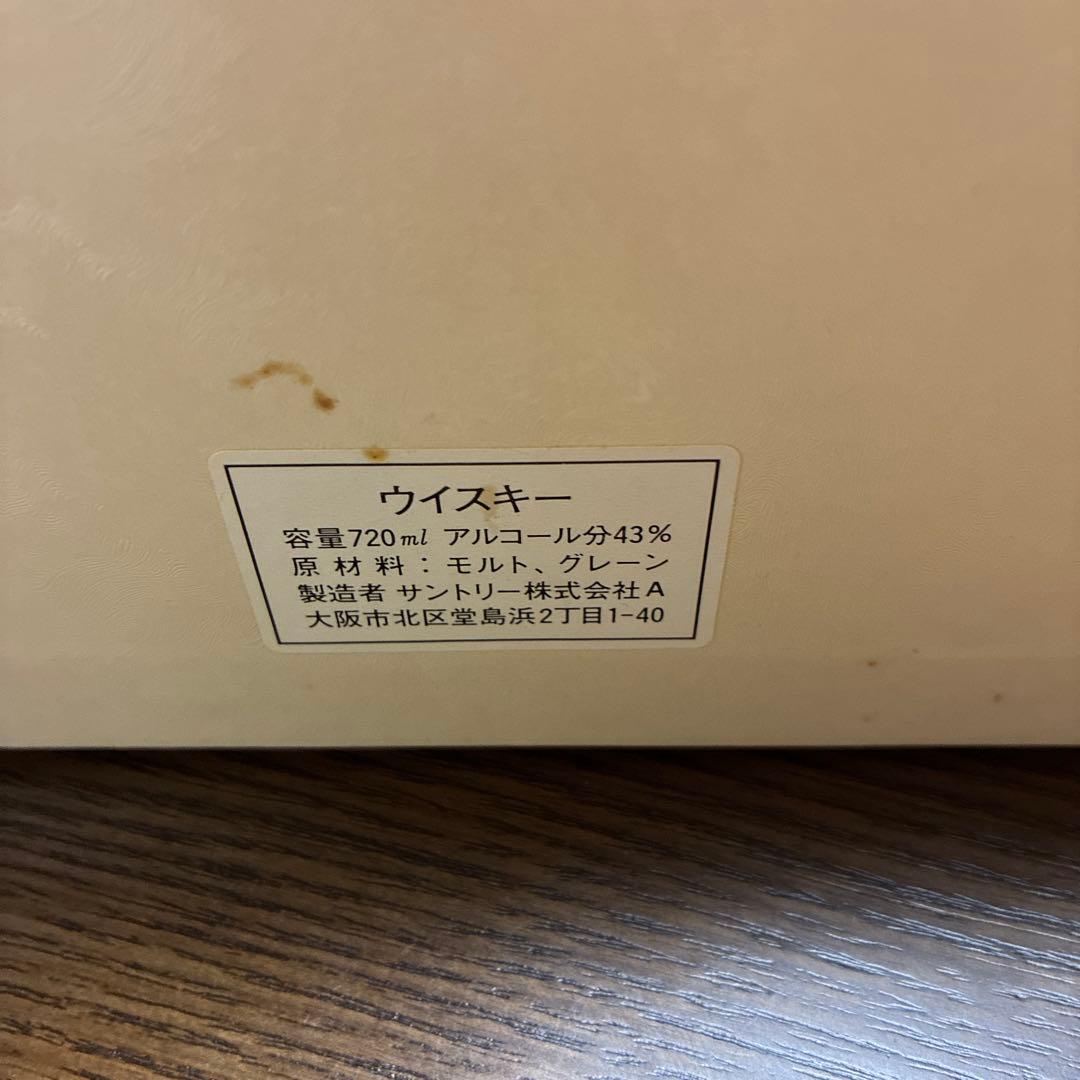 ウイスキー
容量720ml アルコール分43%
原材料：モルト、グレーン
製造者 サントリー株式会社A
大阪市北区堂島浜2丁目1-40